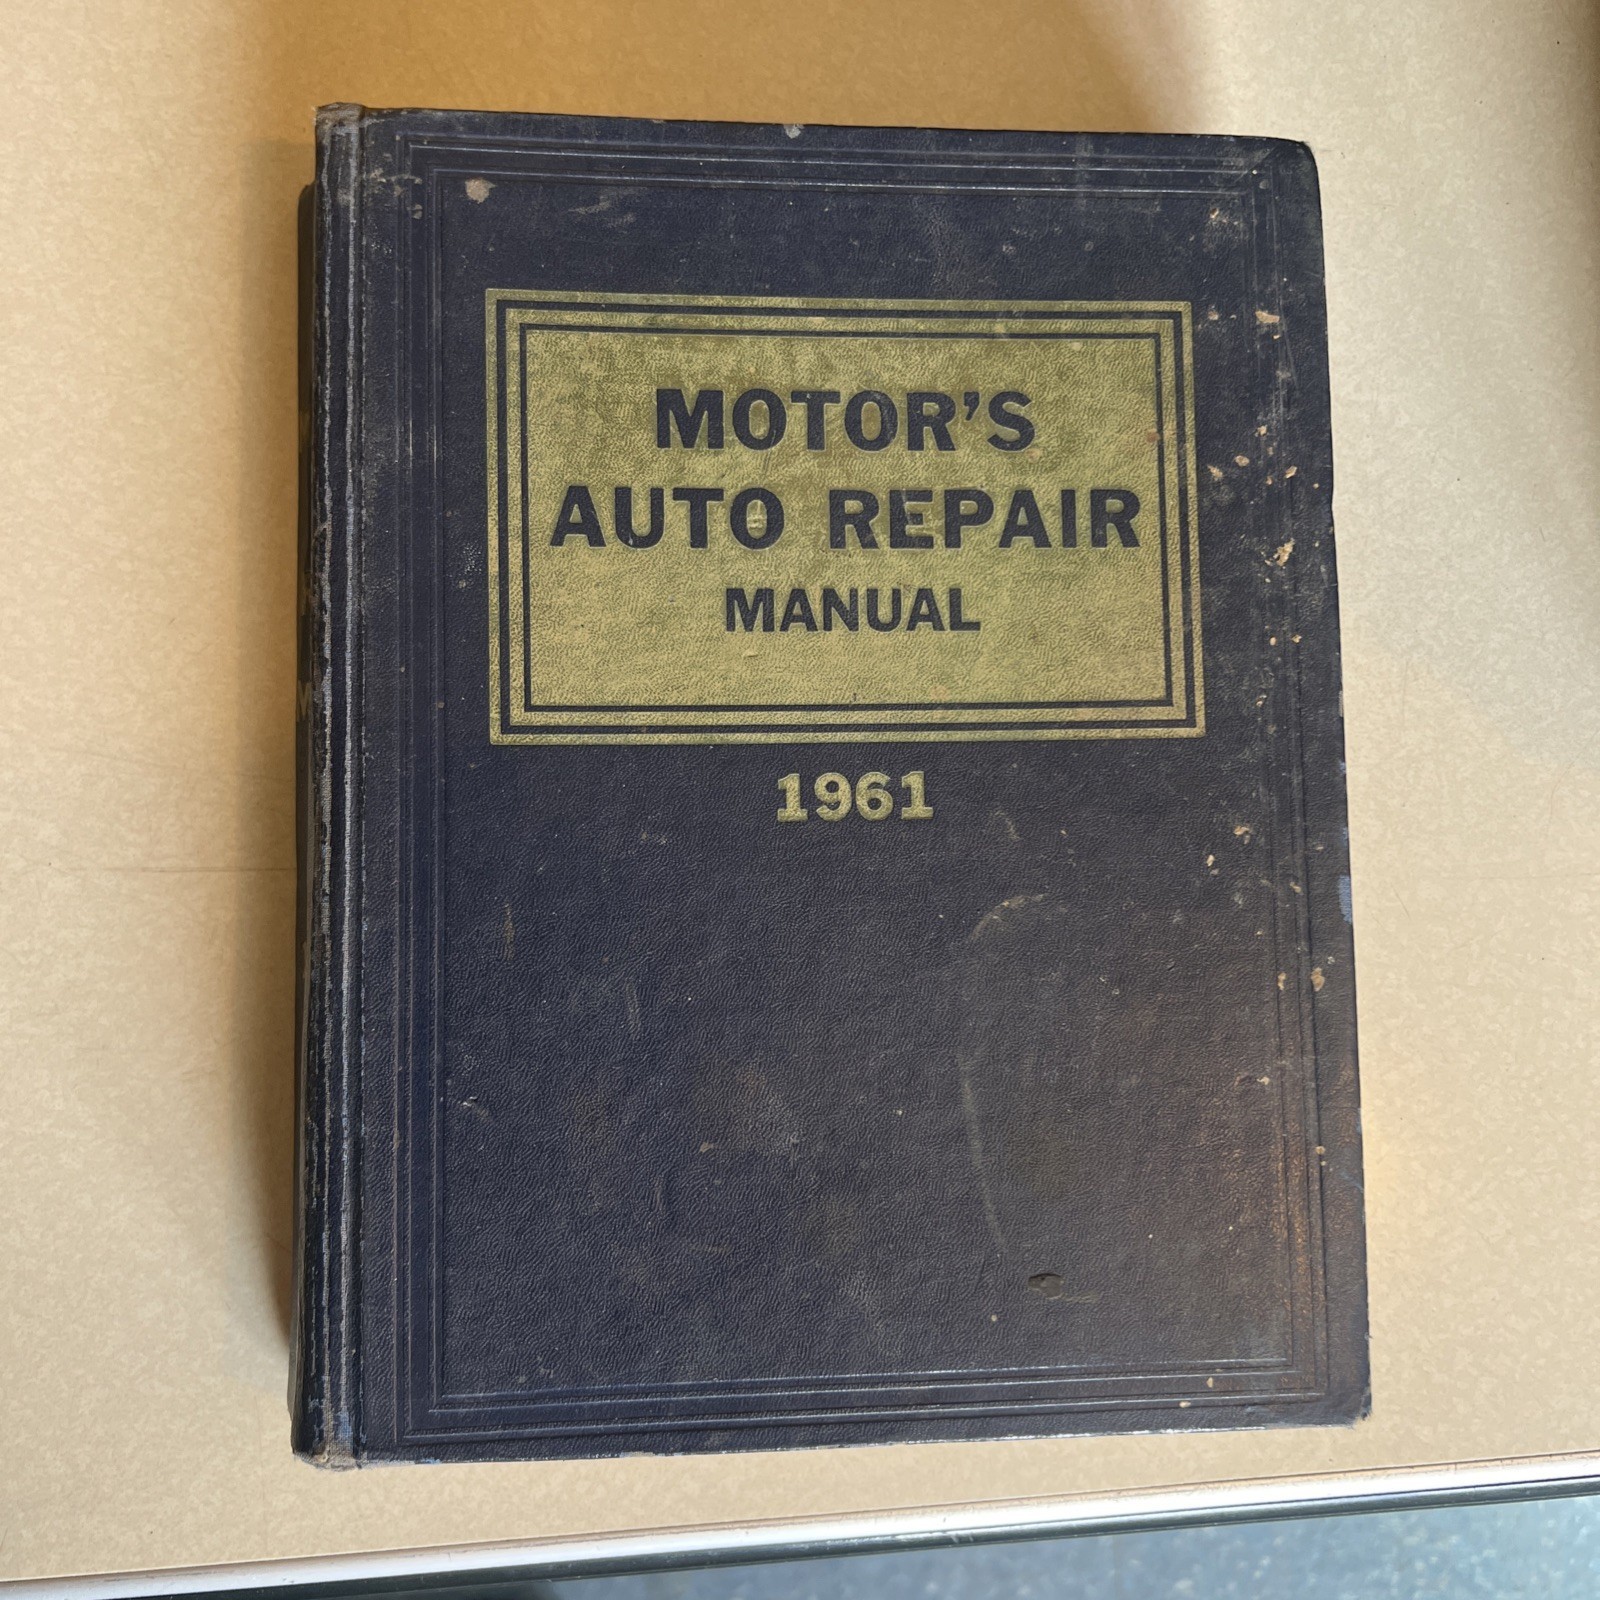 MOTOR'S
AUTO REPAIR
MANUAL
1961